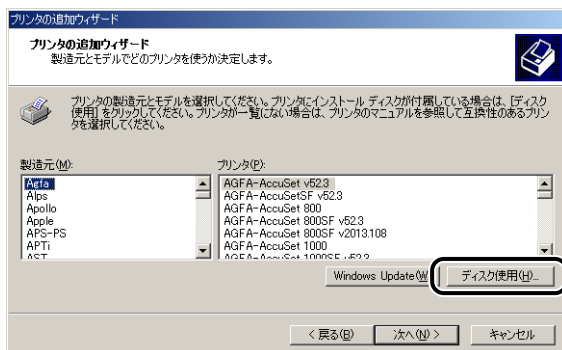 プリンタの追加ウィザード
プリンタの追加ウィザード
製造元とモデルでどのプリンタを使うか決定します。
プリンタの製造元とモデルを選択してください。プリンタにインストール ディスクが付属している場合は、[ディスク
使用] をクリックしてください。プリンタが一覧にない場合は、プリンタのマニュアルを参照して互換性のあるプリン
タを選択してください。
製造元(M):
プリンタ(P):
Agfa
Alps
Apollo
Apple
APS-PS
APTi
AST
AGFA-AccuSet v52.3
AGFA-AccuSetSF v52.3
AGFA-AccuSet 800
AGFA-AccuSet 800SF v52.3
AGFA-AccuSet 800SF v2013.108
AGFA-AccuSet 1000
AGFA-AccuSet 1000SF v52.3
Windows Update(W)
ディスク使用(H)...
< 戻る(B)
次へ(N) >
キャンセル